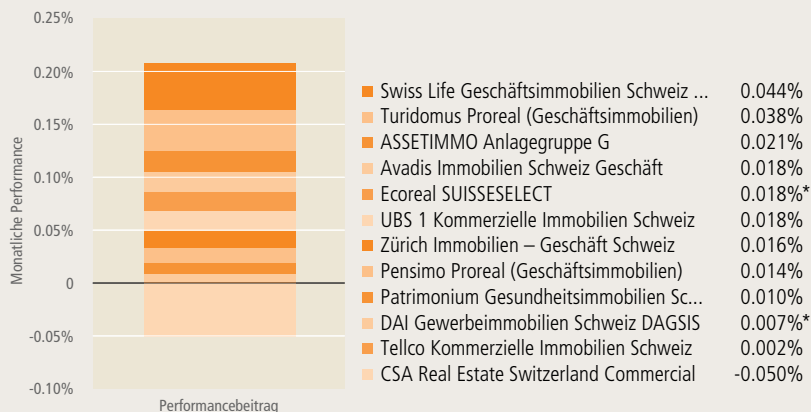 0.25%
0.20%
0.15%
0.10%
0.05%
0
-0.05%
-0.10%
Monatliche Performance
Performancebeitrag
Swiss Life Geschäftsimmobilien Schweiz ... 0.044%
Turidomus Proreal (Geschäftsimmobilien) 0.038%
ASSETIMMO Anlagegruppe G 0.021%
Avadis Immobilien Schweiz Geschäft 0.018%
Ecoreal SUISSESELECT 0.018%*
UBS 1 Kommerzielle Immobilien Schweiz 0.018%
Zürich Immobilien – Geschäft Schweiz 0.016%
Pensimo Proreal (Geschäftsimmobilien) 0.014%
Patrimonium Gesundheitsimmobilien Sc... 0.010%
DAI Gewerbeimmobilien Schweiz DAGSIS 0.007%*
Tellco Kommerzielle Immobilien Schweiz 0.002%
CSA Real Estate Switzerland Commercial -0.050%